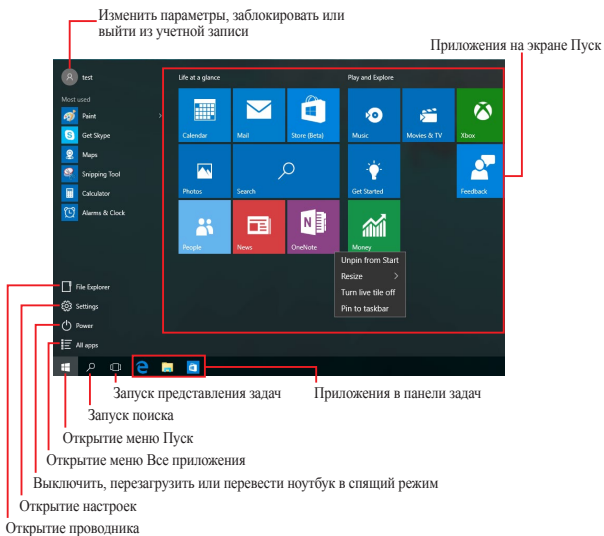 Изменить параметры, заблокировать или
выйти из учетной записи
Приложения на экране Пуск
test
Life at a glance
Play and Explore
Most used
Paint
Get Skype
Maps
Snipping Tool
Calculator
Alarms & Clock
Calendar
Mail
Store (Beta)
Music
Movies & TV
Xbox
Photos
Search
Get Started
Feedback
People
News
OneNote
Money
Unpin from Start
Resize
Turn live tile off
Pin to taskbar
File Explorer
Settings
Power
All apps
Запуск представления задач
Приложения в панели задач
Запуск поиска
Открытие меню Пуск
Открытие меню Все приложения
Выключить, перезагрузить или перевести ноутбук в спящий режим
Открытие настроек
Открытие проводника